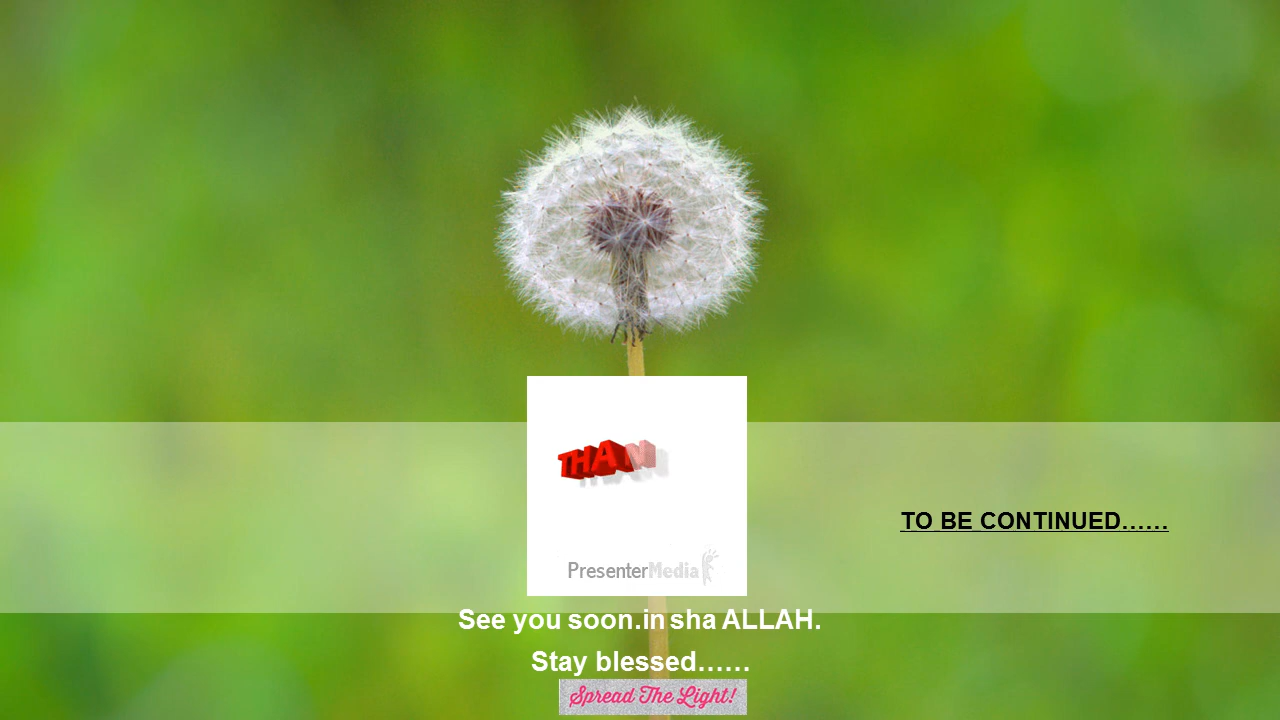 THAN
PresenterMedia
TO BE CONTINUED......
See you soon.in sha ALLAH.
Stay blessed......
Spread The Light!